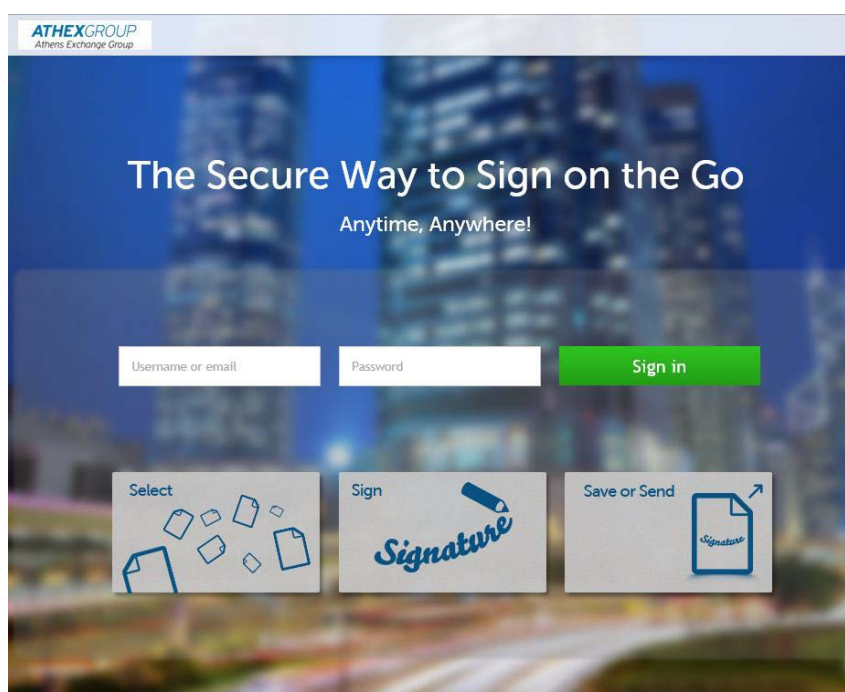 ATHEXGROUP
Athens Exchange Group
The Secure Way to Sign on the Go
Anytime, Anywhere!
Username or email
Password
Sign in
Select
Sign
Save or Send
Signature
Signature